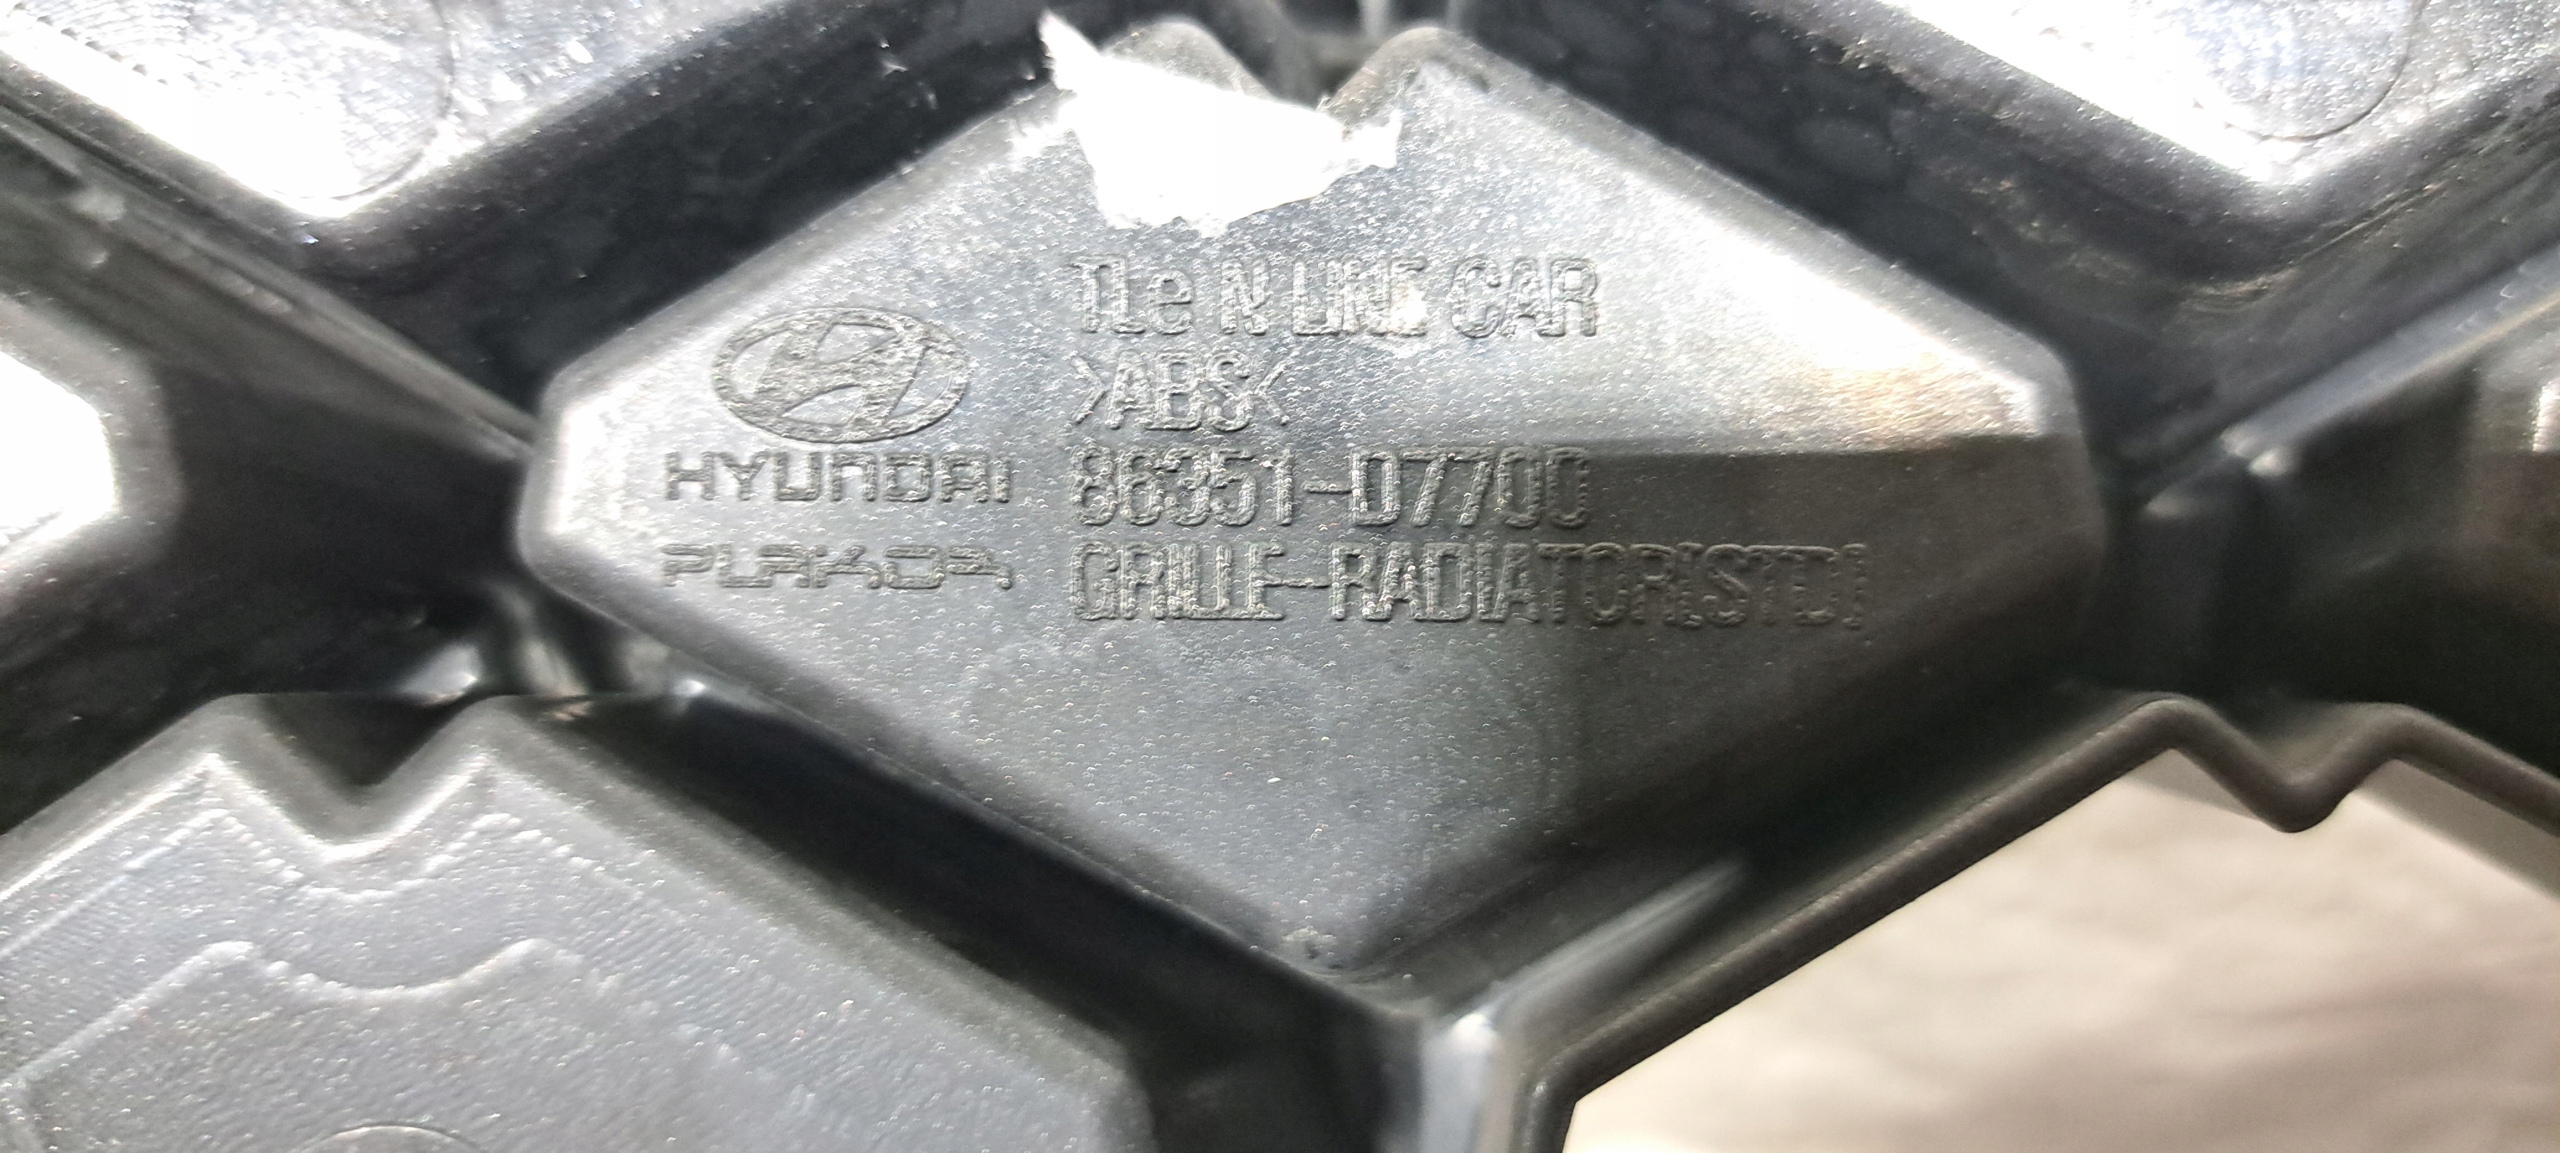 TLe N LINE CAR
>ABS<
HYUNDAI
86351-D7700
PLAKOR
GRILLE-RADIATOR[STD]